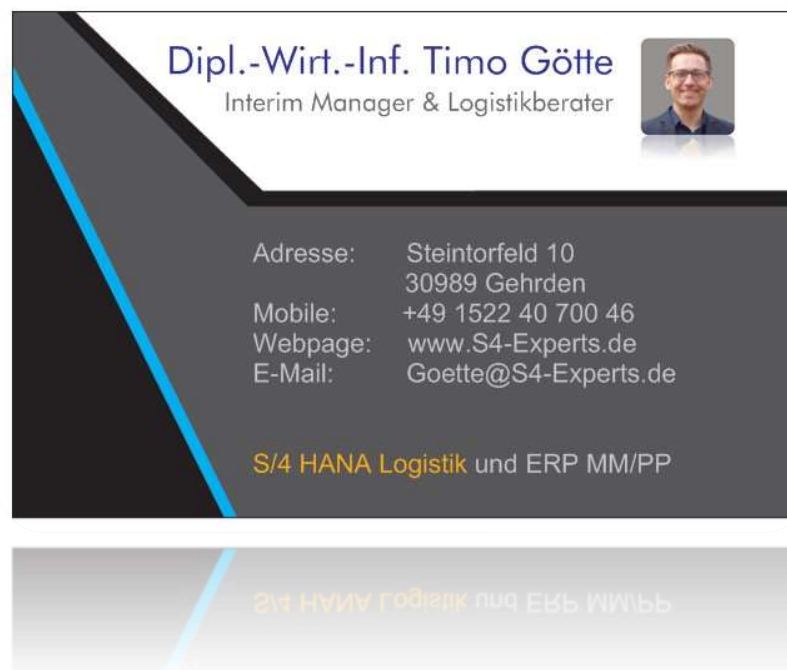 Dipl.-Wirt.-Inf. Timo Götte
Interim Manager & Logistikberater
Adresse: Steintorfeld 10
30989 Gehrden
Mobile: +49 1522 40 700 46
Webpage: www.S4-Experts.de
E-Mail: Goette@S4-Experts.de
S/4 HANA Logistik und ERP MM/PP